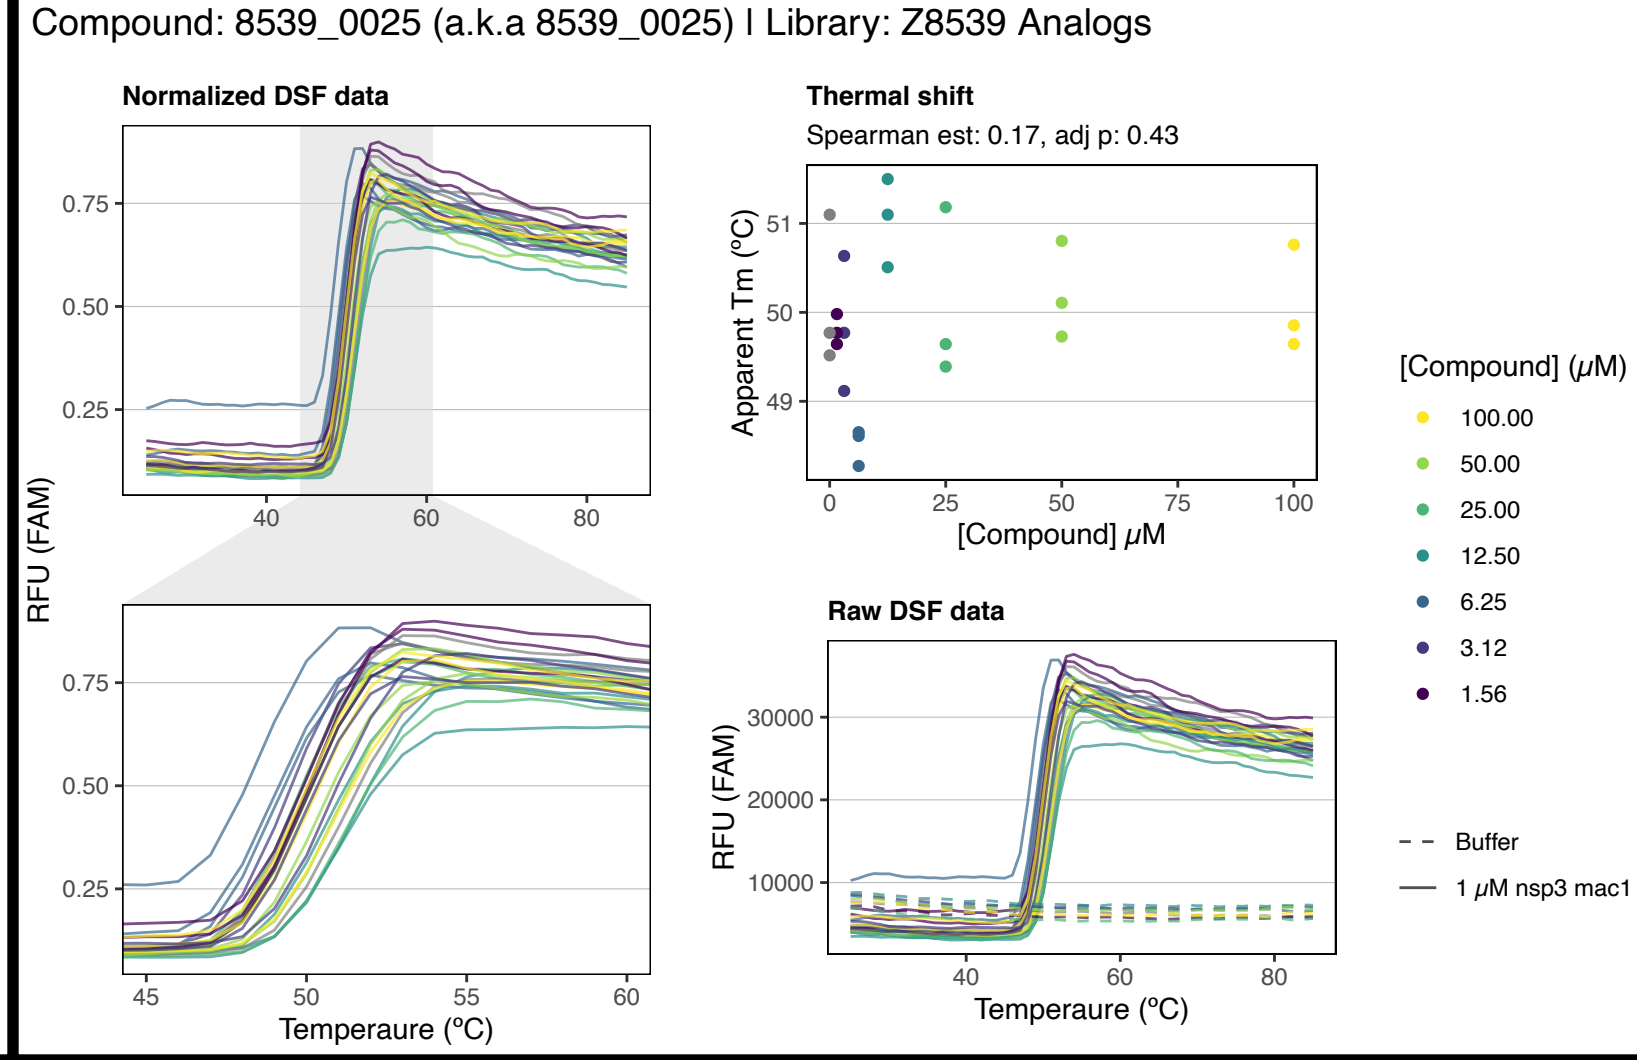 Compound: 8539_0025 (a.k.a 8539_0025) | Library: Z8539 Analogs
Normalized DSF data
0.75
0.50
0.25
40
60
80
RFU (FAM)
0.75
0.50
0.25
45
50
55
60
Temperaure (ºC)
Thermal shift
Spearman est: 0.17, adj p: 0.43
Apparent Tm (ºC)
51
50
49
0
25
50
75
100
[Compound] µM
Raw DSF data
RFU (FAM)
30000
20000
10000
40
60
80
Temperaure (ºC)
[Compound] (µM)
100.00
50.00
25.00
12.50
6.25
3.12
1.56
Buffer
1 µM nsp3 mac1